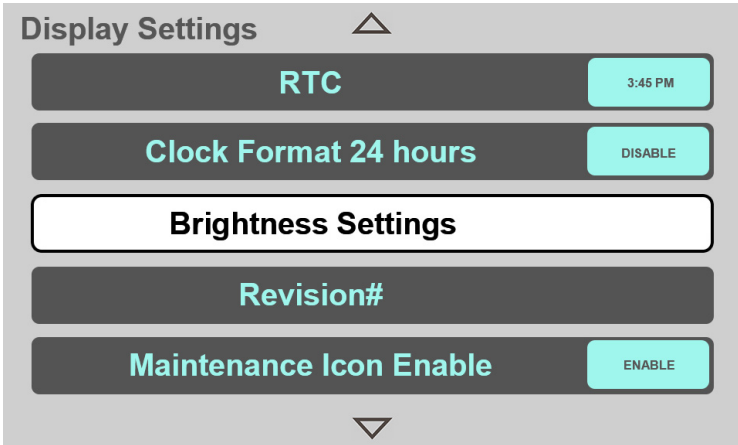 Display Settings
RTC
3:45 PM
Clock Format 24 hours
DISABLE
Brightness Settings
Revision#
Maintenance Icon Enable
ENABLE